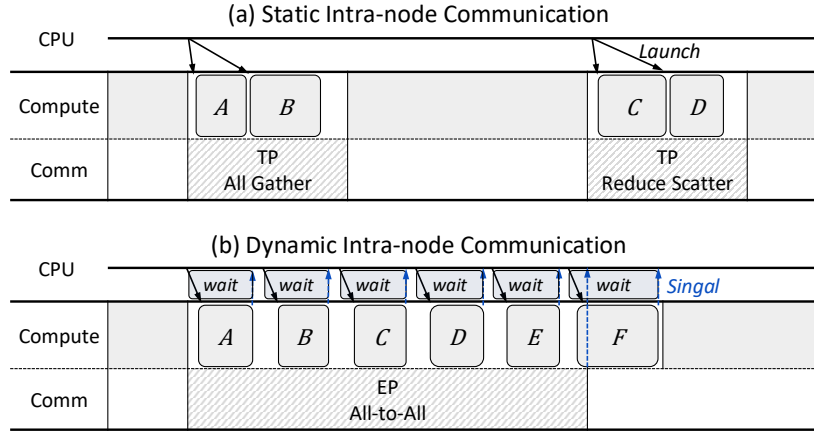 (a) Static Intra-node Communication
CPU
Launch
Compute
A B C D
Comm
TP
All Gather
TP
Reduce Scatter
(b) Dynamic Intra-node Communication
CPU
wait wait wait wait wait wait Singal
Compute
A B C D E F
Comm
EP
All-to-All